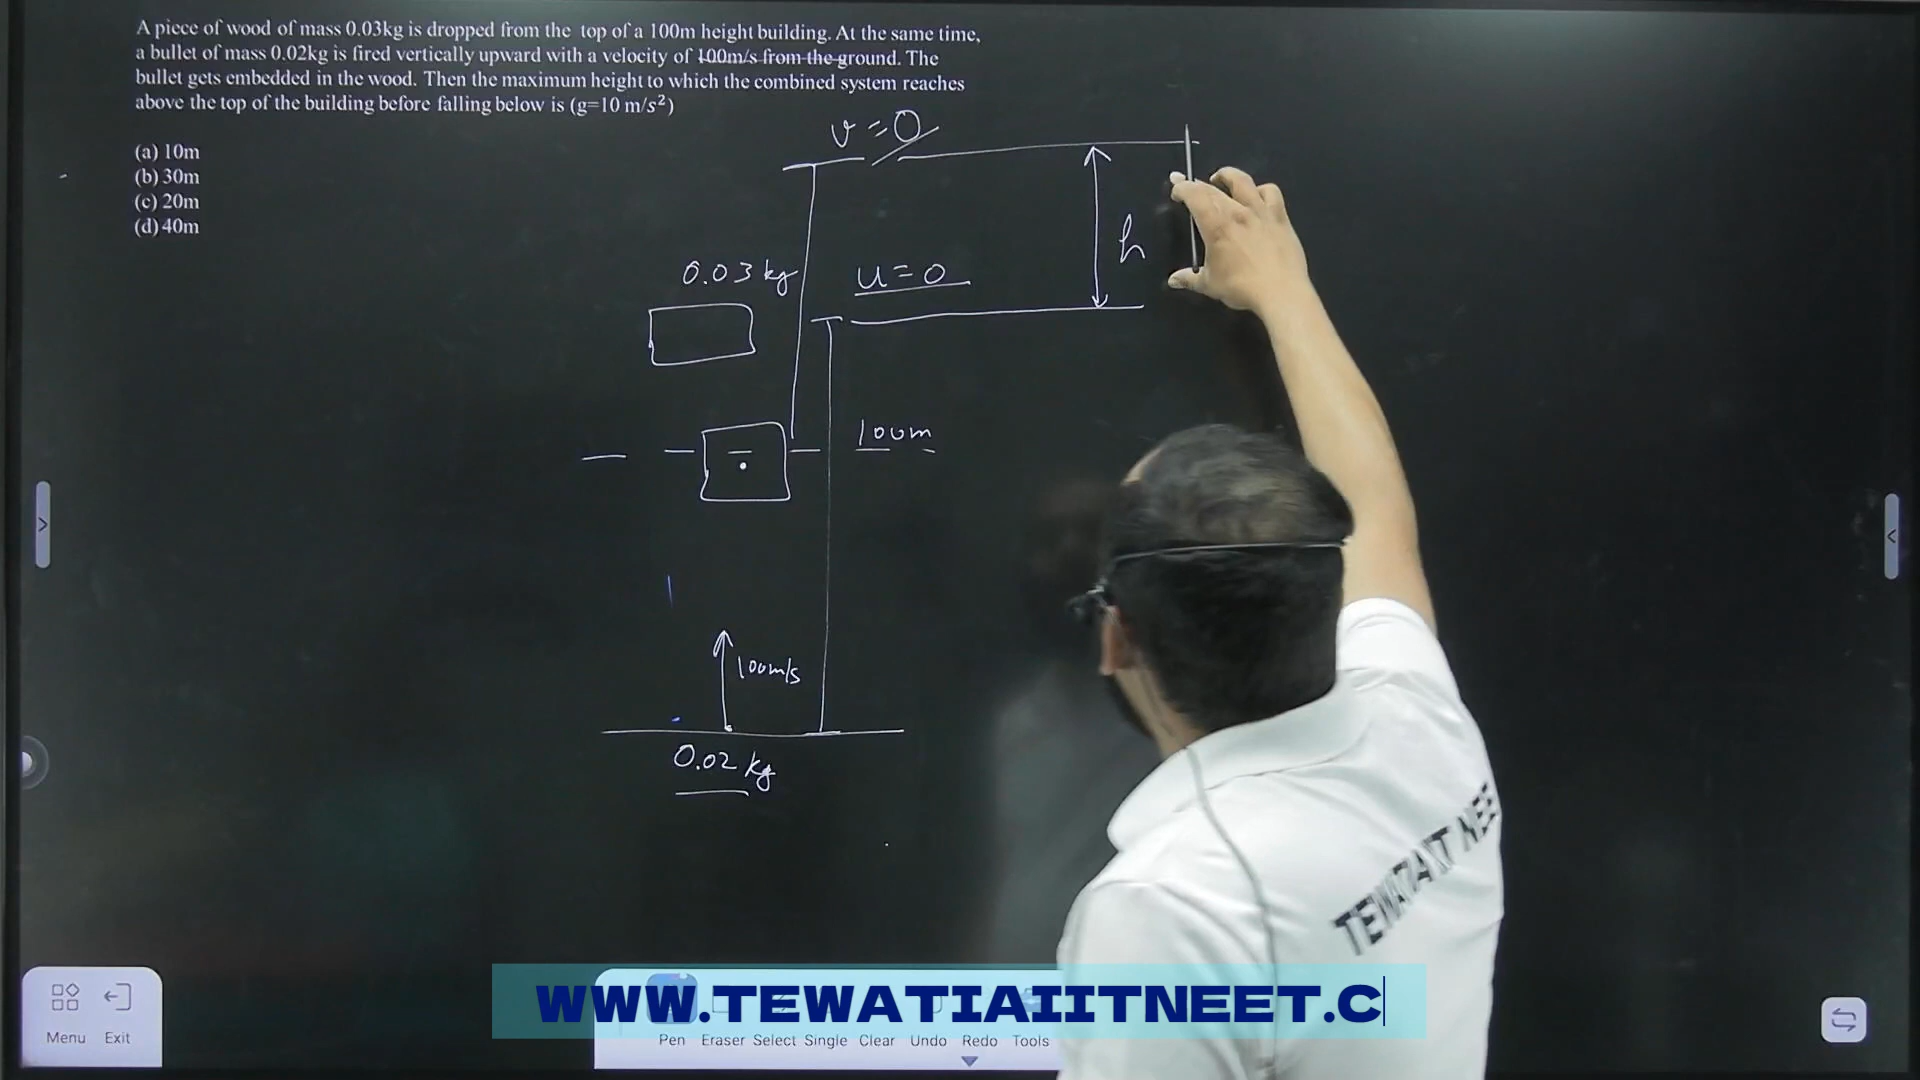 A piece of wood of mass 0.03kg is dropped from the top of a 100m height building. At the same time,
a bullet of mass 0.02kg is fired vertically upward with a velocity of 100m/s from the ground. The
bullet gets embedded in the wood. Then the maximum height to which the combined system reaches
above the top of the building before falling below is (g=10 m/s²)
(a) 10m
(b) 30m
(c) 20m
(d) 40m
v=0
h
0.03 kg
u=0
100m
100m/s
0.02 kg
TEWATIA IIT NEE
WWW.TEWATIAIITNEET.C
Menu Exit
Pen Eraser Select Single Clear Undo Redo Tools